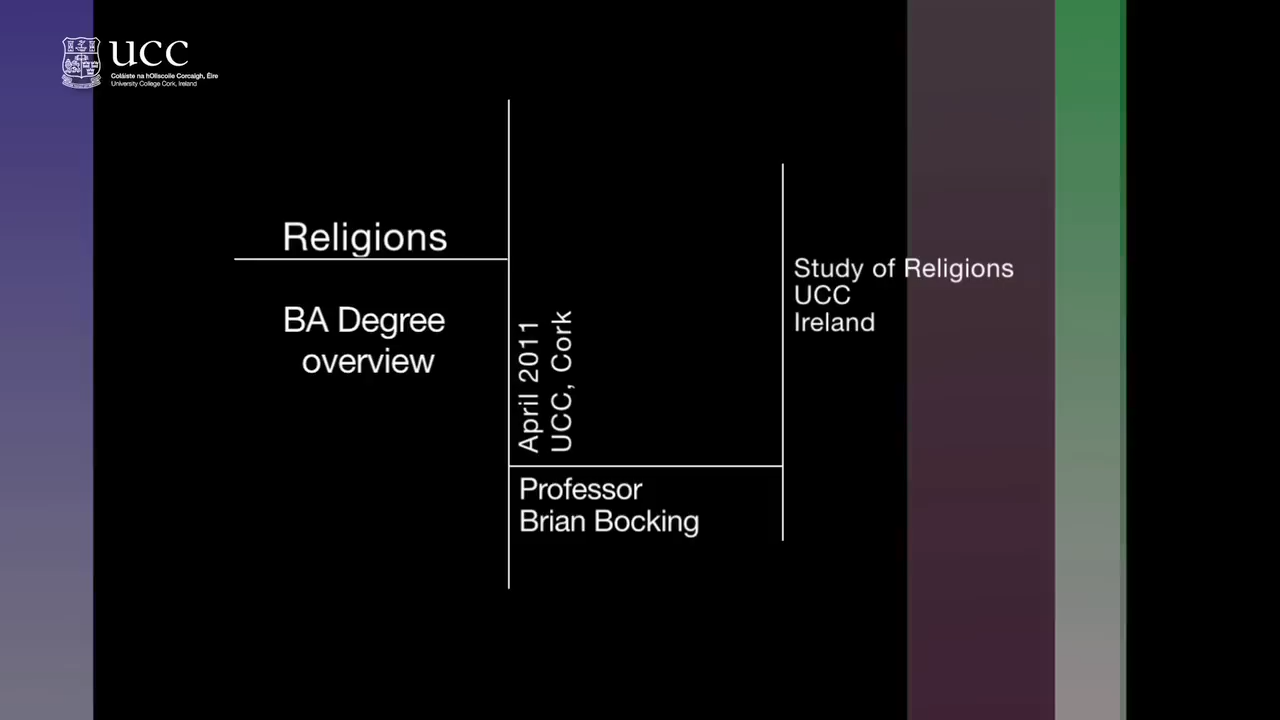 UCC
Coláiste na hOllscoile Corcaigh, Éire
University College Cork, Ireland
Religions
BA Degree
overview
April 2011
UCC, Cork
Professor
Brian Bocking
Study of Religions
UCC
Ireland